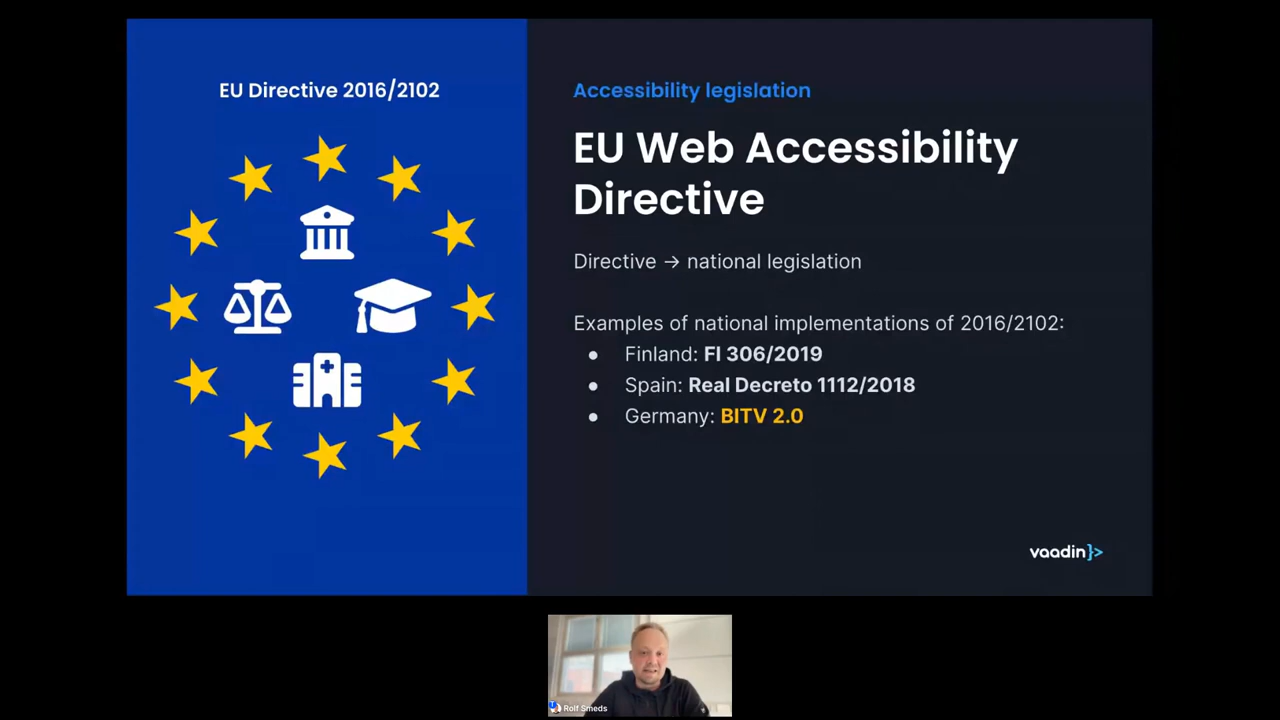 EU Directive 2016/2102
Accessibility legislation
EU Web Accessibility
Directive
Directive → national legislation
Examples of national implementations of 2016/2102:
● Finland: FI 306/2019
● Spain: Real Decreto 1112/2018
● Germany: BITV 2.0
vaadin}>
Rolf Smeds